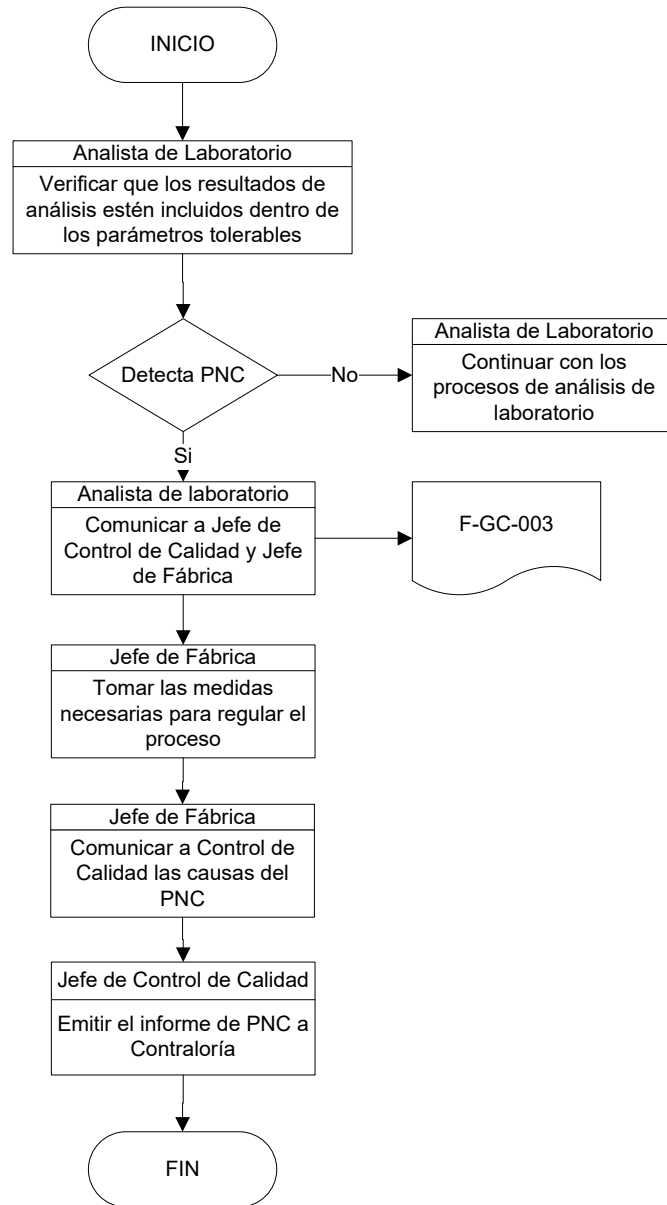 INICIO
Analista de Laboratorio
Verificar que los resultados de
análisis estén incluidos dentro de
los parámetros tolerables
Detecta PNC
No
Analista de Laboratorio
Continuar con los
procesos de análisis de
laboratorio
Si
Analista de laboratorio
Comunicar a Jefe de
Control de Calidad y Jefe
de Fábrica
F-GC-003
Jefe de Fábrica
Tomar las medidas
necesarias para regular el
proceso
Jefe de Fábrica
Comunicar a Control de
Calidad las causas del
PNC
Jefe de Control de Calidad
Emitir el informe de PNC a
Contraloría
FIN